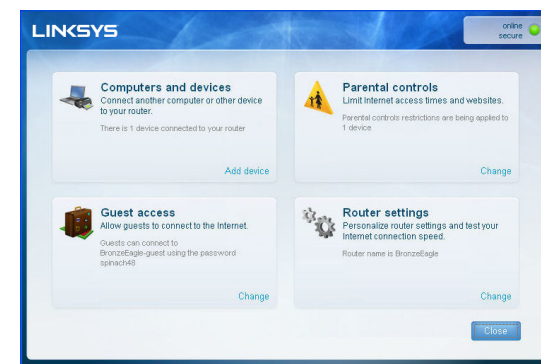 LINKSYS
online
secure
Computers and devices
Connect another computer or other device
to your router.
There is 1 device connected to your router
Add device
Parental controls
Limit Internet access times and websites.
Parental controls restrictions are being applied to
1 device
Change
Guest access
Allow guests to connect to the Internet.
Guests can connect to
BronzeEagle-guest using the password
spinach48
Change
Router settings
Personalize router settings and test your
Internet connection speed.
Router name is BronzeEagle
Change
Close